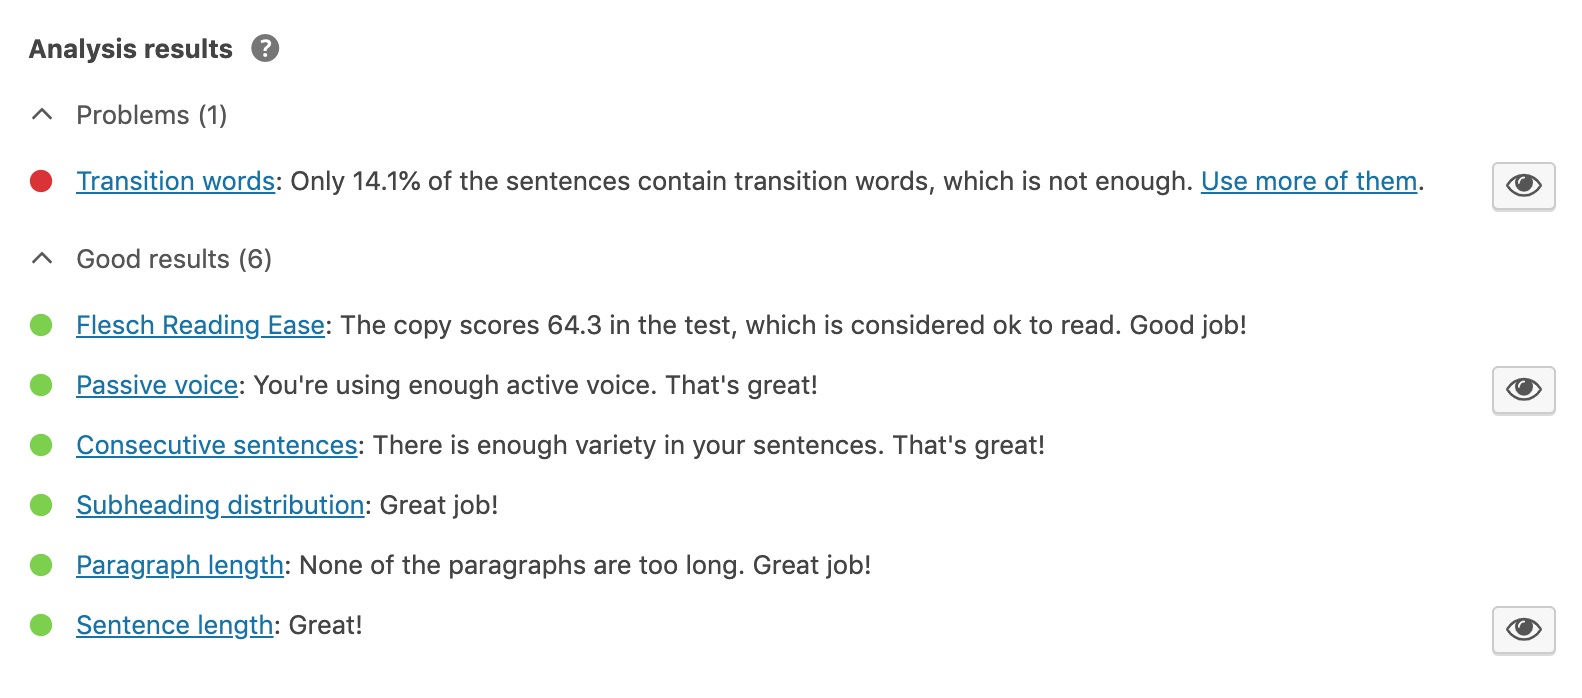 Analysis results ?
Problems (1)
Transition words: Only 14.1% of the sentences contain transition words, which is not enough. Use more of them.
Good results (6)
Flesch Reading Ease: The copy scores 64.3 in the test, which is considered ok to read. Good job!
Passive voice: You're using enough active voice. That's great!
Consecutive sentences: There is enough variety in your sentences. That's great!
Subheading distribution: Great job!
Paragraph length: None of the paragraphs are too long. Great job!
Sentence length: Great!